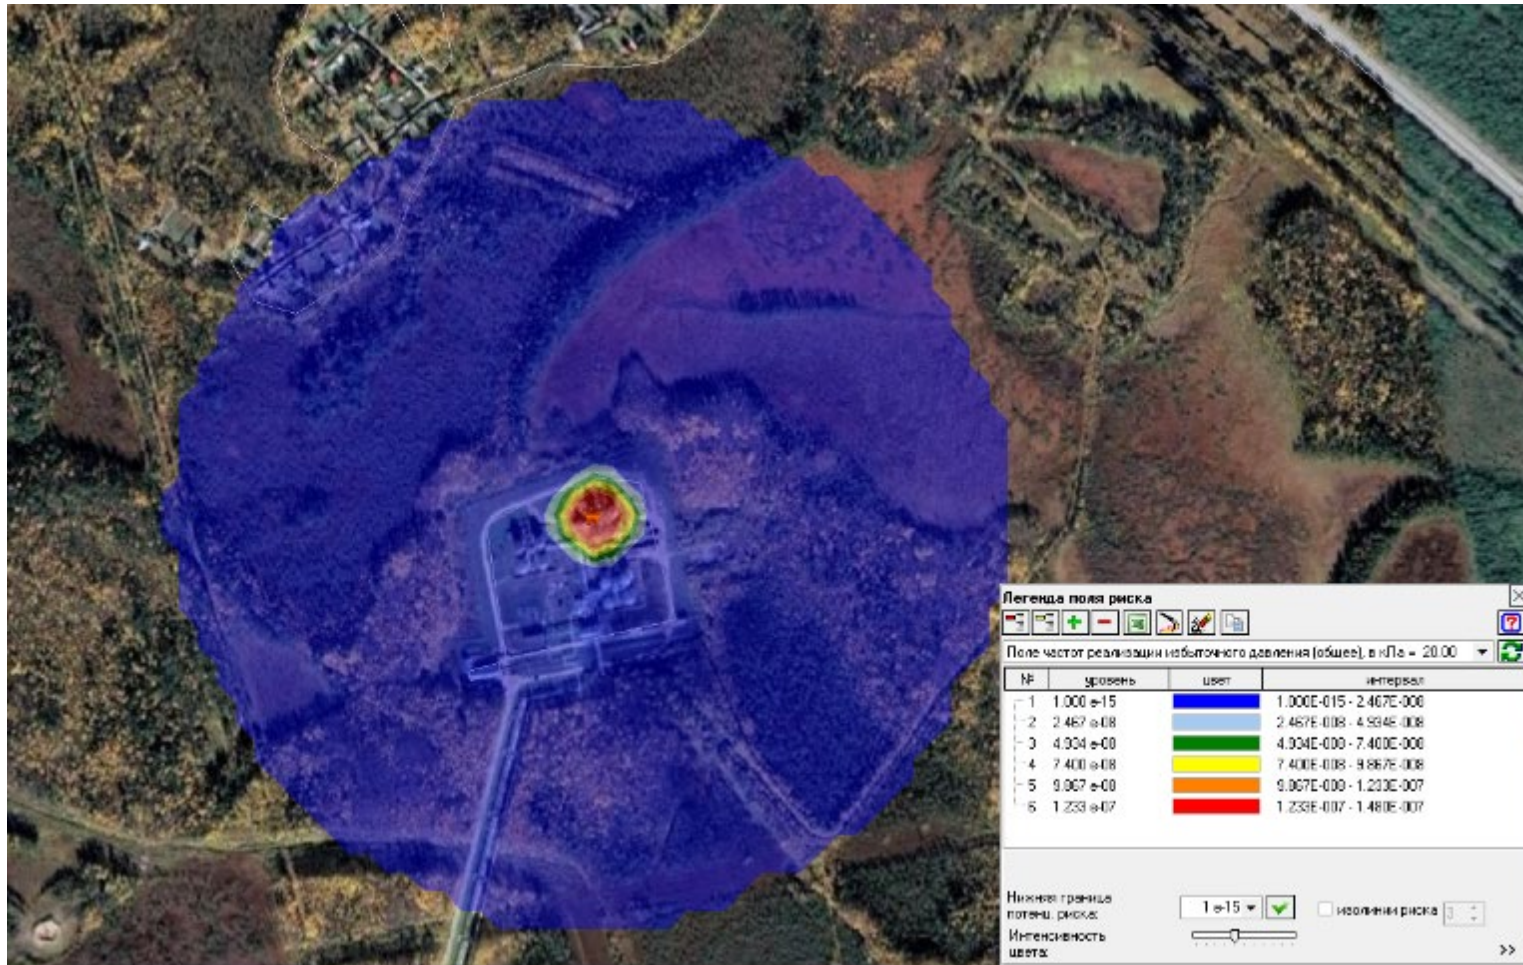 Легенда поля риска
Поле частот реализации избыточного давления (общее), в кПа = 20.00
№ уровень цвет интервал
1 1.000 e-15 1.000E-015 - 2.467E-008
2 2.467 e-08 2.467E-008 - 4.934E-008
3 4.934 e-08 4.934E-008 - 7.400E-008
4 7.400 e-08 7.400E-008 - 9.867E-008
5 9.867 e-08 9.867E-008 - 1.233E-007
6 1.233 e-07 1.233E-007 - 1.480E-007
Нижняя граница
потенц. риска:
1 e-15
изолинии риска 3
Интенсивность
цвета:
>>